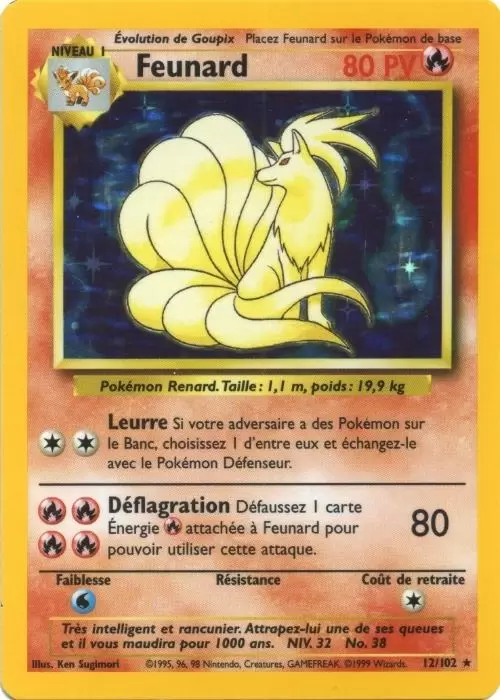 Évolution de Goupix Placez Feunard sur le Pokémon de base
NIVEAU 1
Feunard 80 PV
Pokémon Renard. Taille : 1,1 m, poids : 19,9 kg
Leurre Si votre adversaire a des Pokémon sur
le Banc, choisissez 1 d'entre eux et échangez-le
avec le Pokémon Défenseur.
Déflagration Défaussez 1 carte
Énergie attachée à Feunard pour
pouvoir utiliser cette attaque.
80
Faiblesse Résistance Coût de retraite
Très intelligent et rancunier. Attrapez-lui une de ses queues
et il vous maudira pour 1000 ans. NIV. 32 No. 38
Illus. Ken Sugimori ©1995, 96, 98 Nintendo, Creatures, GAMEFREAK. ©1999 Wizards. 12/102 ★